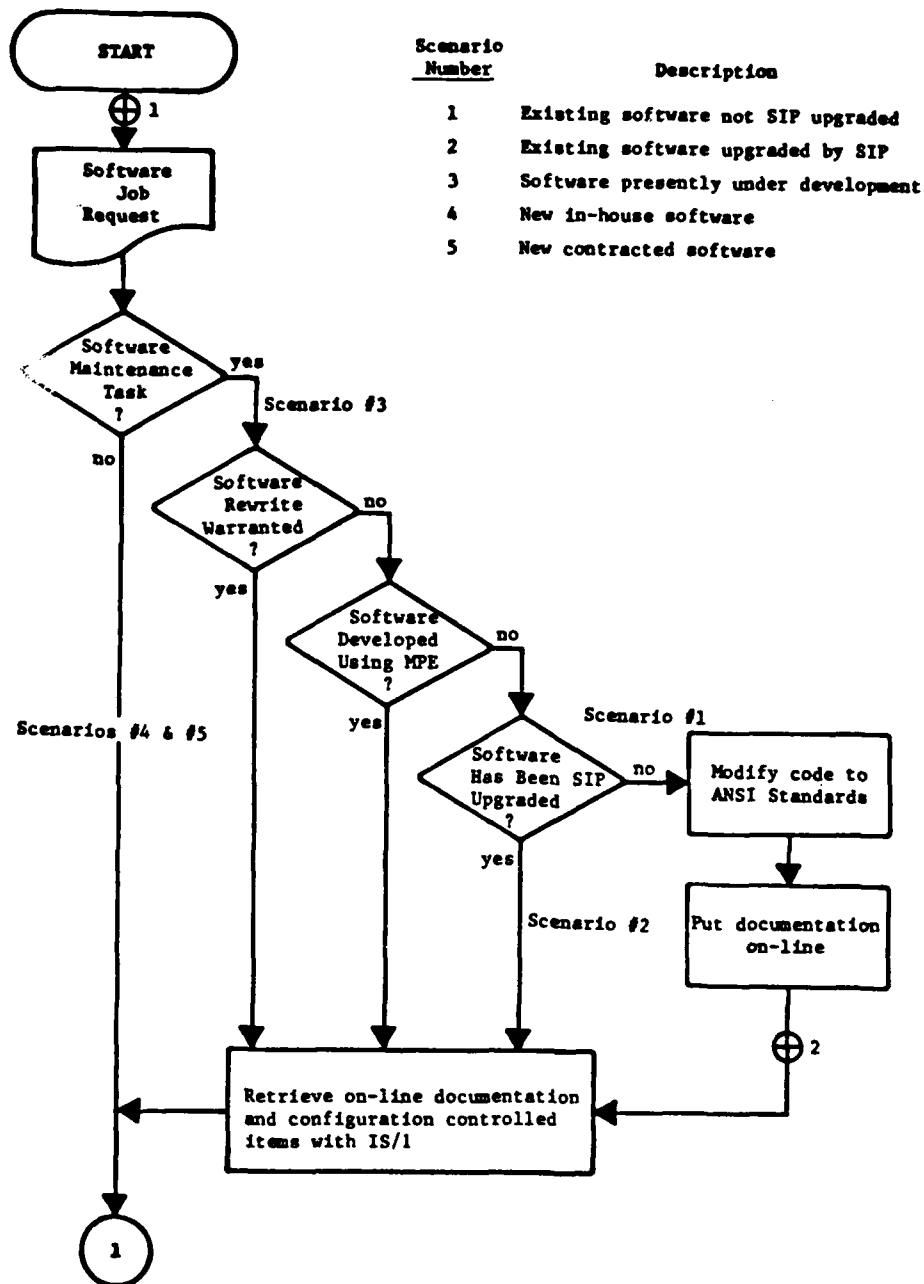 START
1
Software
Job
Request
Scenario
Number
Description
1 Existing software not SIP upgraded
2 Existing software upgraded by SIP
3 Software presently under development
4 New in-house software
5 New contracted software
Software
Maintenance
Task
?
yes
no
Scenario #3
Software
Rewrite
Warranted
?
no
yes
Software
Developed
Using MPE
?
no
yes
Scenarios #4 & #5
Scenario #1
Software
Has Been SIP
Upgraded
?
no
yes
Modify code to
ANSI Standards
Scenario #2
Put documentation
on-line
2
Retrieve on-line documentation
and configuration controlled
items with IS/1
1